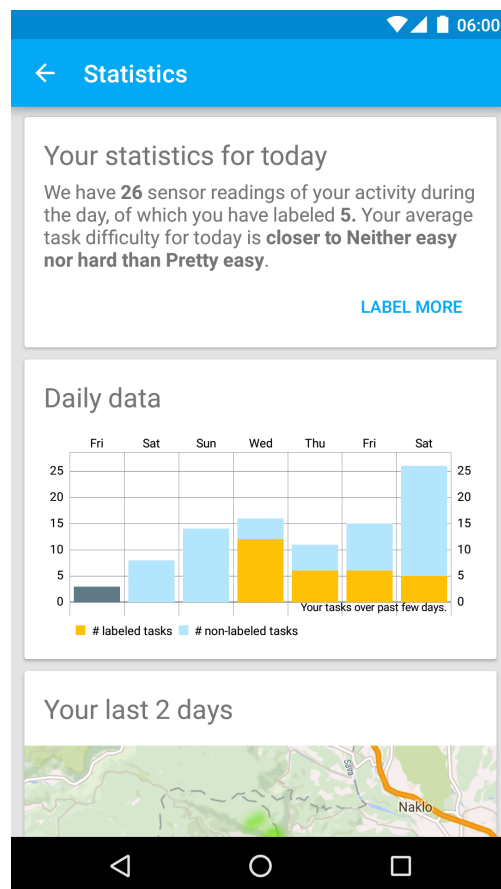 06:00
Statistics
Your statistics for today
We have 26 sensor readings of your activity during
the day, of which you have labeled 5. Your average
task difficulty for today is closer to Neither easy
nor hard than Pretty easy.
LABEL MORE
Daily data
Fri Sat Sun Wed Thu Fri Sat
25 25
20 20
15 15
10 10
5 5
0 0
Your tasks over past few days.
# labeled tasks # non-labeled tasks
Your last 2 days
Sava
Naklo